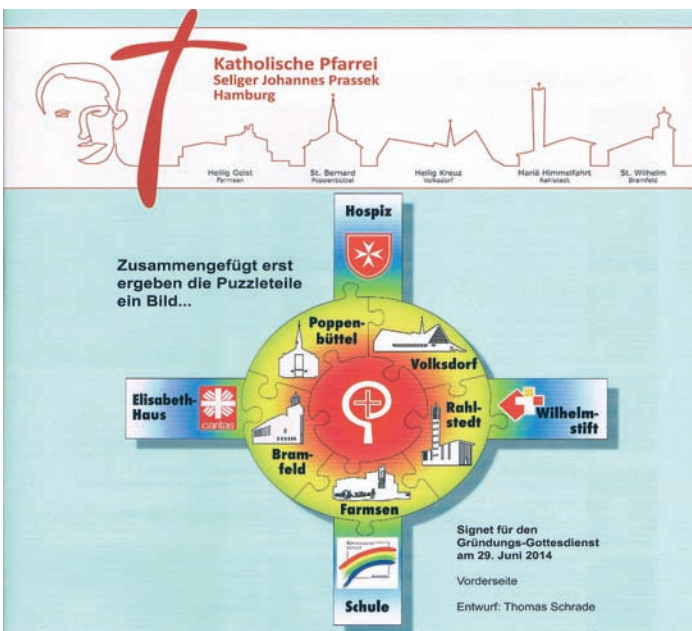 Katholische Pfarrei
Seliger Johannes Prassek
Hamburg
Heilig Geist
Farmsen
St. Bernard
Poppenbüttel
Heilig Kreuz
Volksdorf
Mariä Himmelfahrt
Rahlstedt
St. Wilhelm
Bramfeld
Hospiz
Zusammengefügt erst
ergeben die Puzzleteile
ein Bild...
Poppen-
büttel
Volksdorf
Elisabeth-
Haus
caritas
Rahl-
stedt
Wilhelm-
stift
Bram-
feld
Farmsen
Schule
Signet für den
Gründungs-Gottesdienst
am 29. Juni 2014
Vorderseite
Entwurf: Thomas Schrade